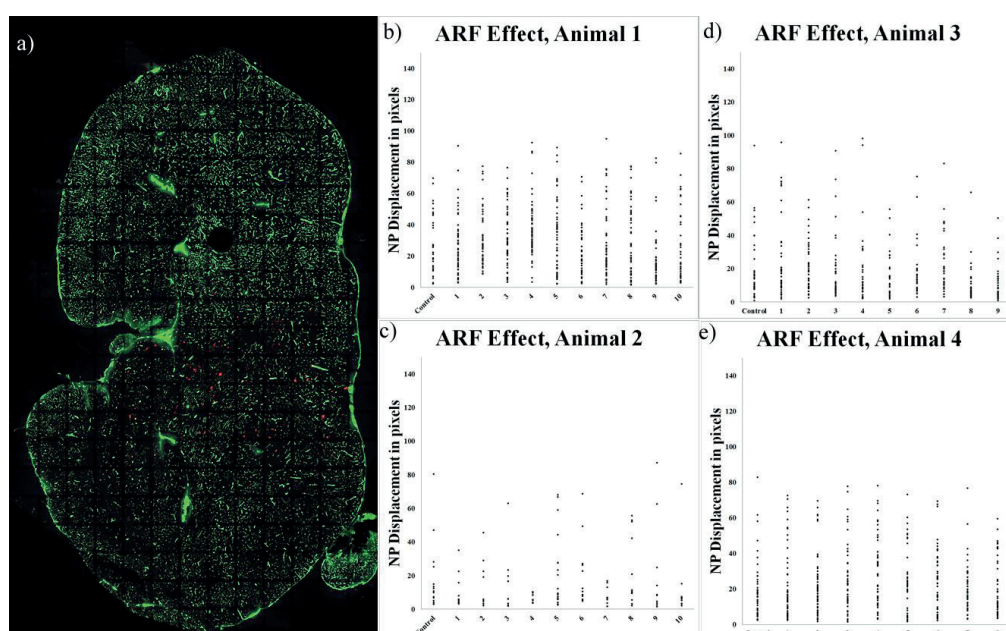 a)
b)
ARF Effect, Animal 1
NP Displacement in pixels
140
120
100
80
60
40
20
0
Control 1 2 3 4 5 6 7 8 9 10
c)
ARF Effect, Animal 2
NP Displacement in pixels
140
120
100
80
60
40
20
0
Control 1 2 3 4 5 6 7 8 9 10
d)
ARF Effect, Animal 3
NP Displacement in pixels
140
120
100
80
60
40
20
0
Control 1 2 3 4 5 6 7 8 9
e)
ARF Effect, Animal 4
NP Displacement in pixels
140
120
100
80
60
40
20
0